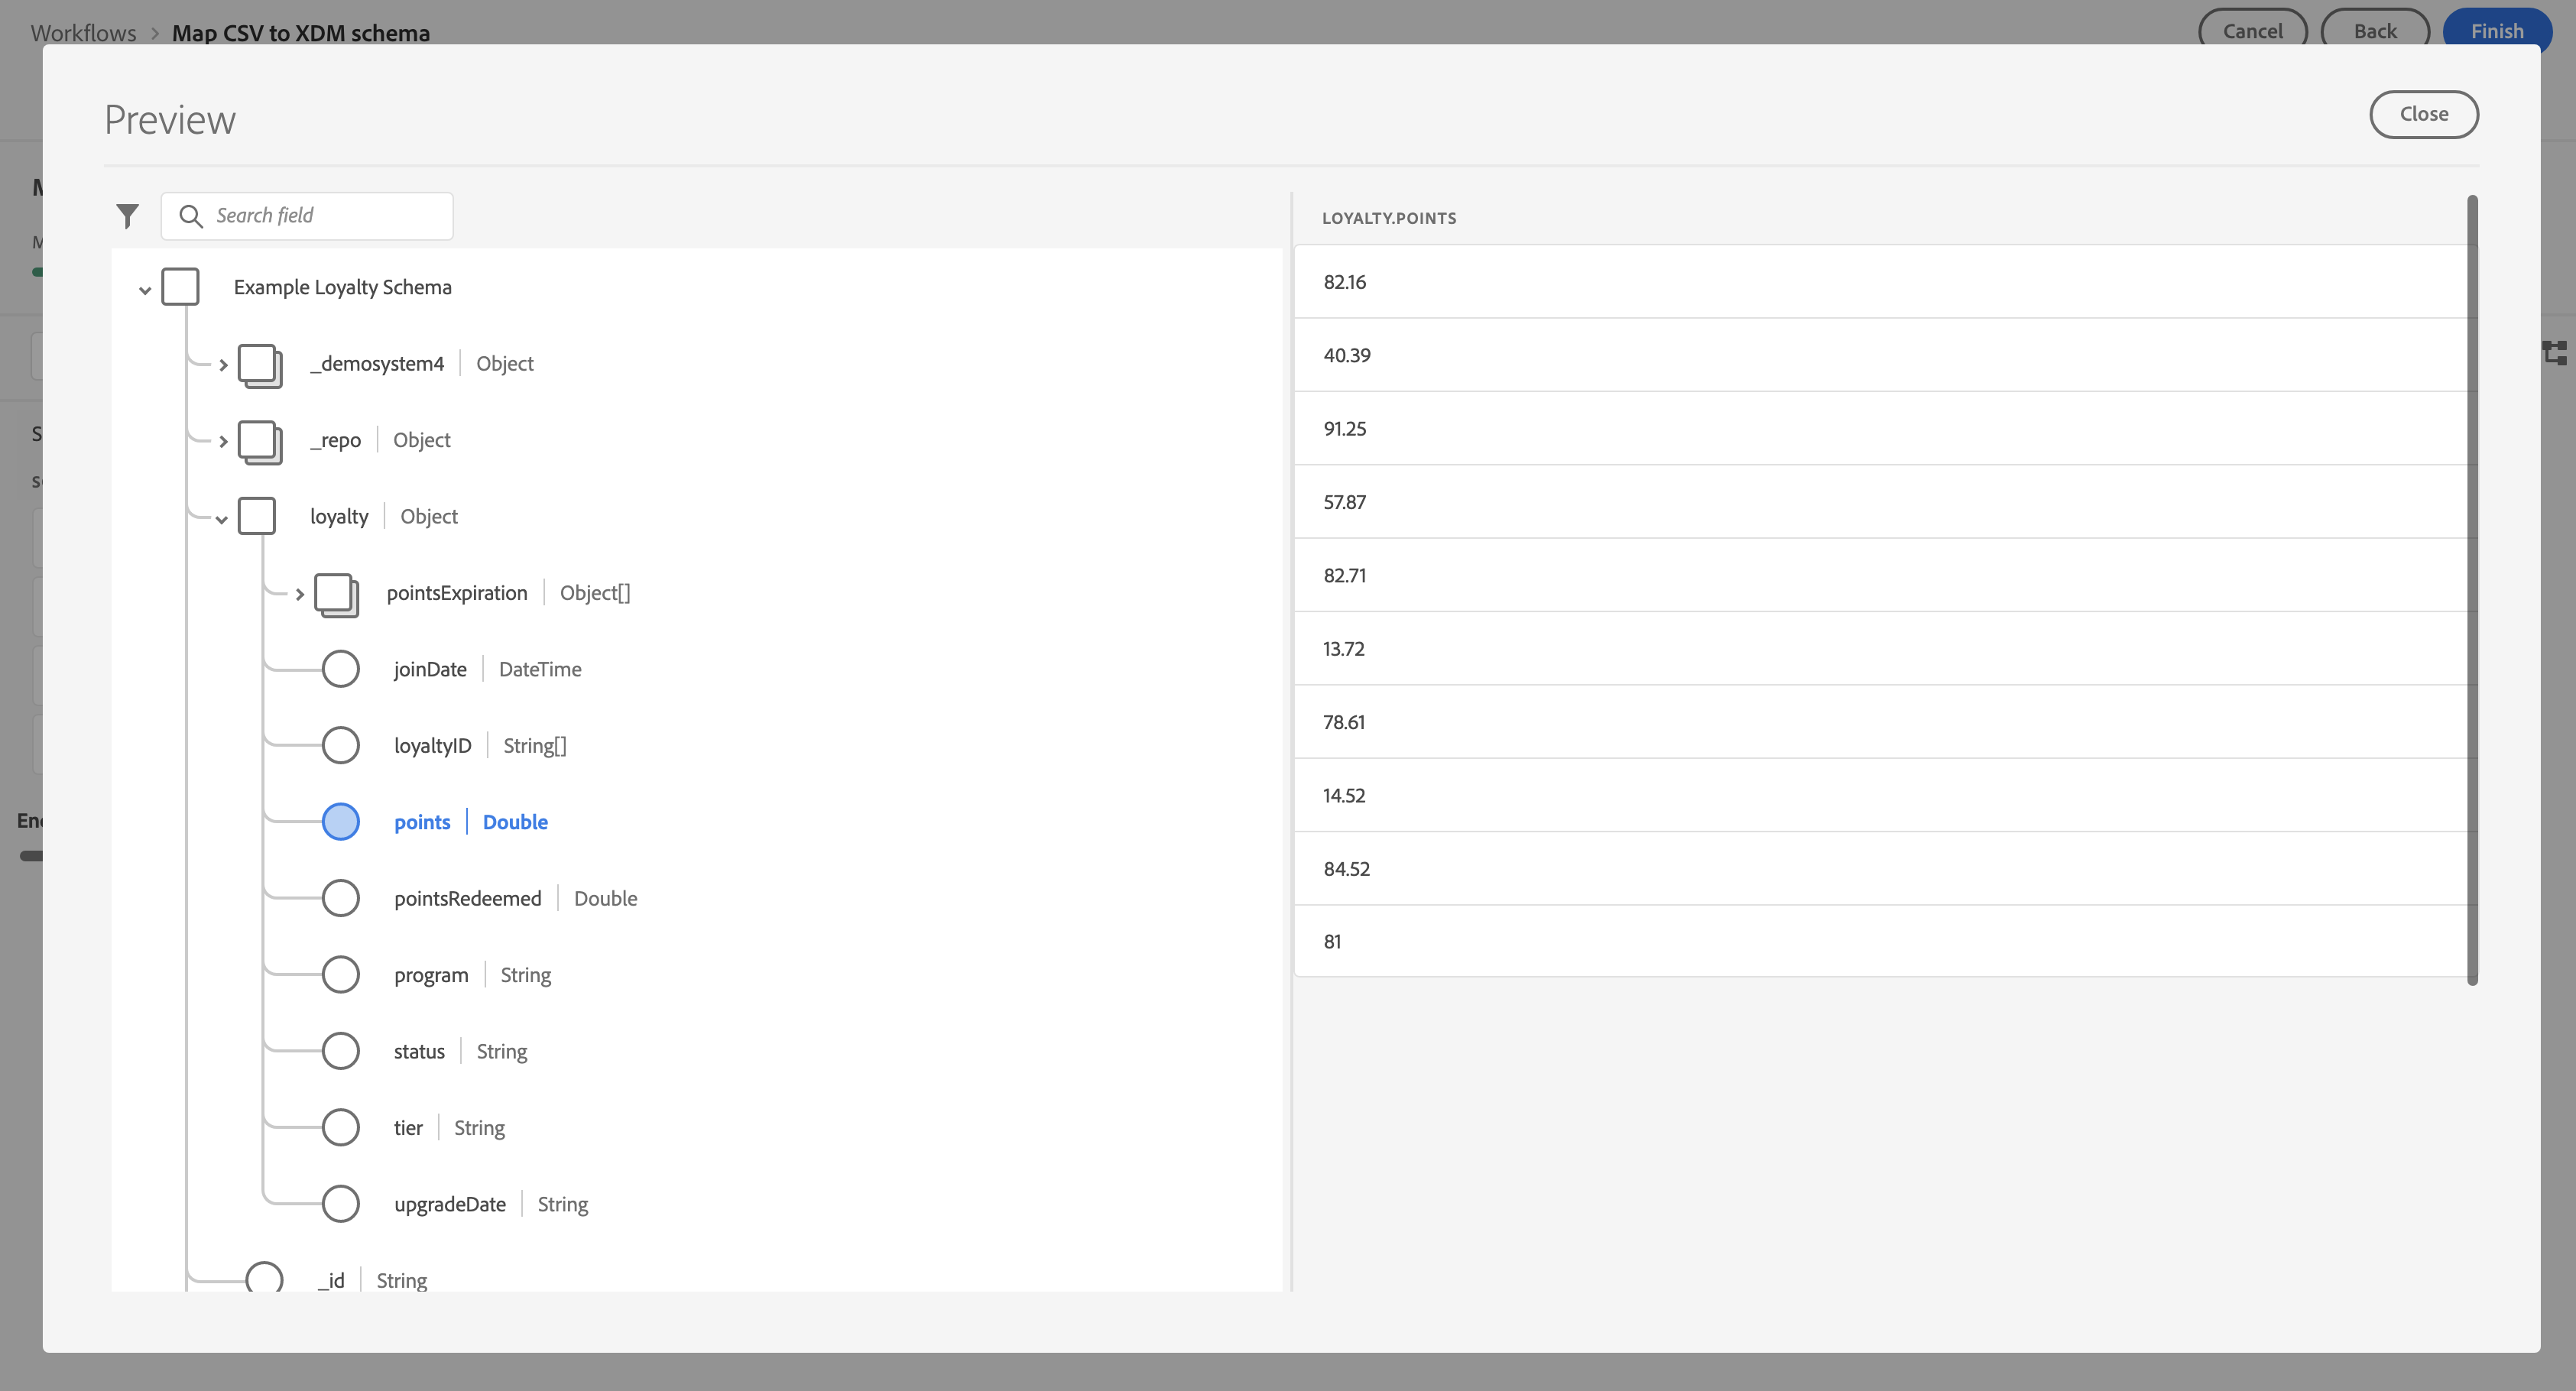 Workflows > Map CSV to XDM schema
Cancel
Back
Finish
Preview
Close
Search field
Example Loyalty Schema
_demosystem4 | Object
_repo | Object
loyalty | Object
pointsExpiration | Object[]
joinDate | DateTime
loyaltyID | String[]
points | Double
pointsRedeemed | Double
program | String
status | String
tier | String
upgradeDate | String
_id | String
LOYALTY.POINTS
82.16
40.39
91.25
57.87
82.71
13.72
78.61
14.52
84.52
81